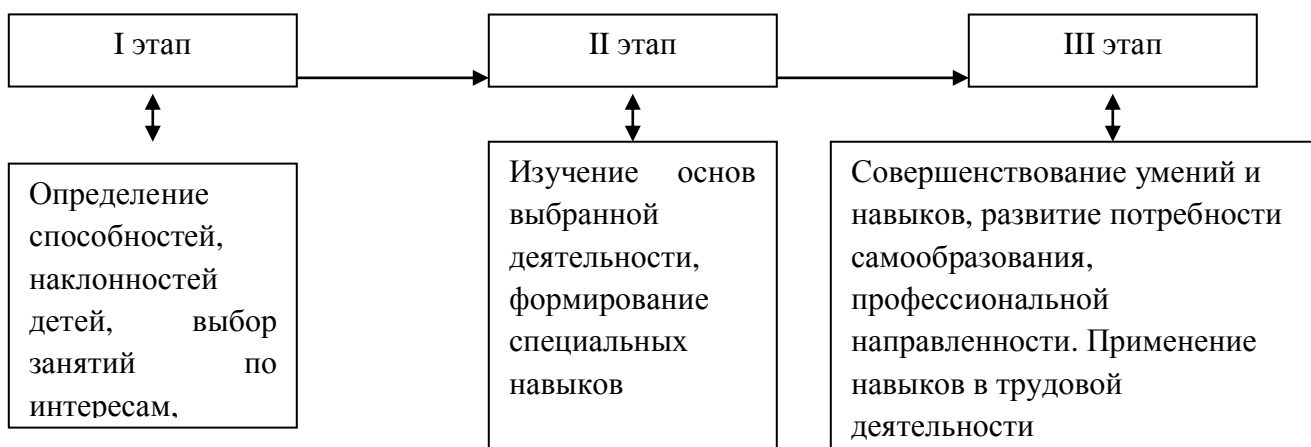 I этап
II этап
III этап
Определение
способностей,
наклонностей
детей, выбор
занятий по
интересам,
Изучение основ
выбранной
деятельности,
формирование
специальных
навыков
Совершенствование умений и
навыков, развитие потребности
самообразования,
профессиональной
направленности. Применение
навыков в трудовой
деятельности